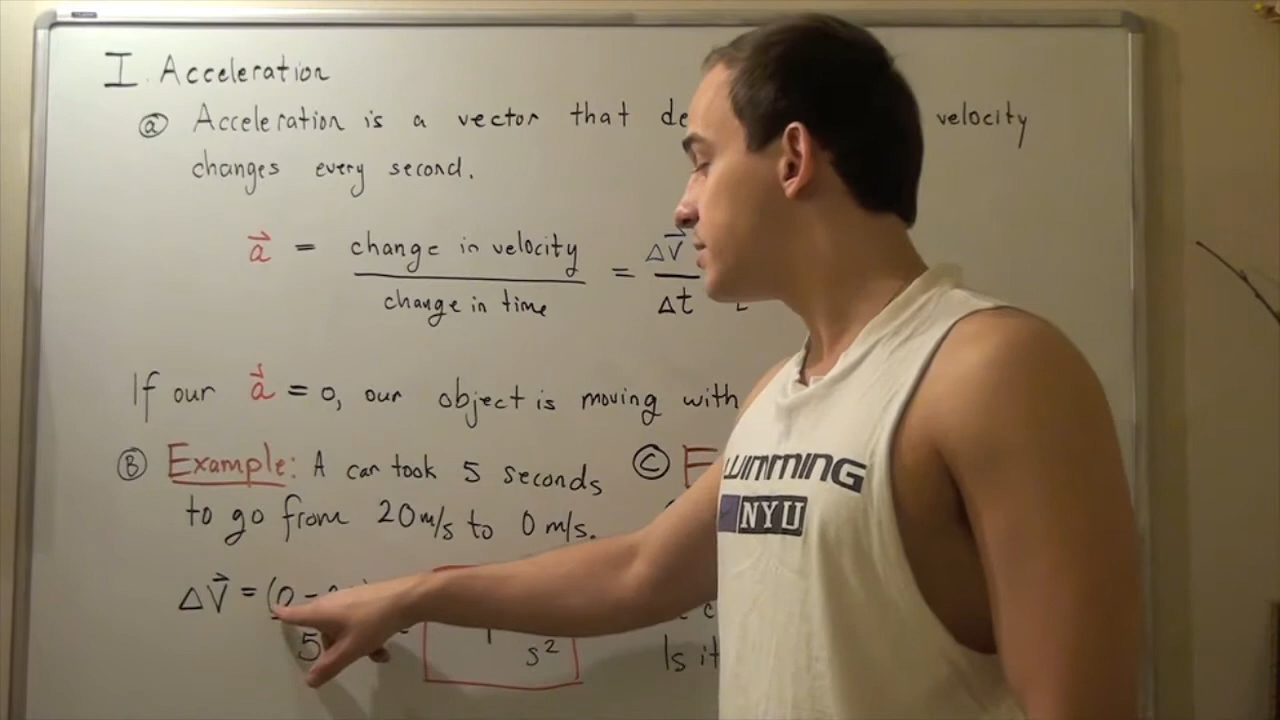 I. Acceleration
ⓐ Acceleration is a vector that de velocity
changes every second.
a⃗ = change in velocity / change in time = ΔV⃗ / Δt
If our a⃗ = 0, our object is moving with
Ⓑ Example: A car took 5 seconds
to go from 20 m/s to 0 m/s.
ΔV⃗ = (0 -
5
s²
Ⓒ E
Is it
SWIMMING
NYU